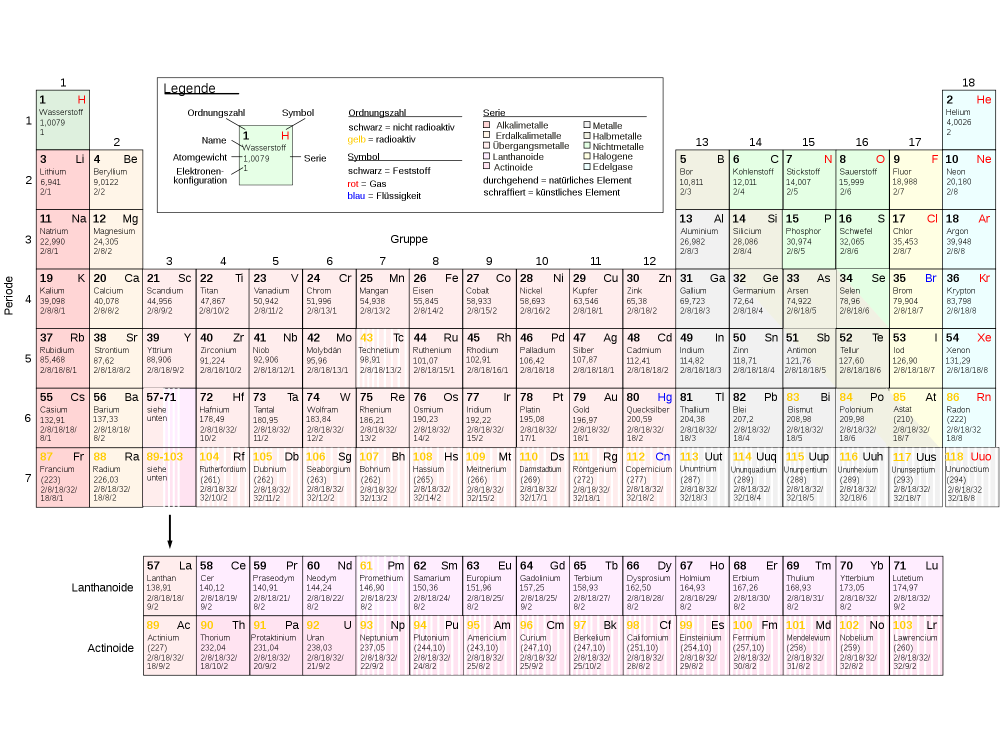 1
18
Legende
Ordnungszahl
Symbol
Name
Atomgewicht
Elektronen-
konfiguration
1 H
Wasserstoff
1,0079
1
Serie
Ordnungszahl
schwarz = nicht radioaktiv
gelb = radioaktiv
Symbol
schwarz = Feststoff
rot = Gas
blau = Flüssigkeit
Serie
Alkalimetalle
Erdalkalimetalle
Übergangsmetalle
Lanthanoide
Actinoide
Metalle
Halbmetalle
Nichtmetalle
Halogene
Edelgase
durchgehend = natürliches Element
schraffiert = künstliches Element
Periode
Gruppe
1
1 H
Wasserstoff
1,0079
1
2 He
Helium
4,0026
2
2
13
14
15
16
17
2
3 Li
Lithium
6,941
2/1
4 Be
Beryllium
9,0122
2/2
5 B
Bor
10,811
2/3
6 C
Kohlenstoff
12,011
2/4
7 N
Stickstoff
14,007
2/5
8 O
Sauerstoff
15,999
2/6
9 F
Fluor
18,988
2/7
10 Ne
Neon
20,180
2/8
3
11 Na
Natrium
22,990
2/8/1
12 Mg
Magnesium
24,305
2/8/2
13 Al
Aluminium
26,982
2/8/3
14 Si
Silicium
28,086
2/8/4
15 P
Phosphor
30,974
2/8/5
16 S
Schwefel
32,065
2/8/6
17 Cl
Chlor
35,453
2/8/7
18 Ar
Argon
39,948
2/8/8
3
4
5
6
7
8
9
10
11
12
4
19 K
Kalium
39,098
2/8/8/1
20 Ca
Calcium
40,078
2/8/8/2
21 Sc
Scandium
44,956
2/8/9/2
22 Ti
Titan
47,867
2/8/10/2
23 V
Vanadium
50,942
2/8/11/2
24 Cr
Chrom
51,996
2/8/13/1
25 Mn
Mangan
54,938
2/8/13/2
26 Fe
Eisen
55,845
2/8/14/2
27 Co
Cobalt
58,933
2/8/15/2
28 Ni
Nickel
58,693
2/8/16/2
29 Cu
Kupfer
63,546
2/8/18/1
30 Zn
Zink
65,38
2/8/18/2
31 Ga
Gallium
69,723
2/8/18/3
32 Ge
Germanium
72,64
2/8/18/4
33 As
Arsen
74,922
2/8/18/5
34 Se
Selen
78,96
2/8/18/6
35 Br
Brom
79,904
2/8/18/7
36 Kr
Krypton
83,798
2/8/18/8
5
37 Rb
Rubidium
85,468
2/8/18/8/1
38 Sr
Strontium
87,62
2/8/18/8/2
39 Y
Yttrium
88,906
2/8/18/9/2
40 Zr
Zirconium
91,224
2/8/18/10/2
41 Nb
Niob
92,906
2/8/18/12/1
42 Mo
Molybdän
95,96
2/8/18/13/1
43 Tc
Technetium
98,91
2/8/18/13/2
44 Ru
Ruthenium
101,07
2/8/18/15/1
45 Rh
Rhodium
102,91
2/8/18/16/1
46 Pd
Palladium
106,42
2/8/18/18
47 Ag
Silber
107,87
2/8/18/18/1
48 Cd
Cadmium
112,41
2/8/18/18/2
49 In
Indium
114,82
2/8/18/18/3
50 Sn
Zinn
118,71
2/8/18/18/4
51 Sb
Antimon
121,76
2/8/18/18/5
52 Te
Tellur
127,60
2/8/18/18/6
53 I
Iod
126,90
2/8/18/18/7
54 Xe
Xenon
131,29
2/8/18/18/8
6
55 Cs
Cäsium
132,91
2/8/18/18/
8/1
56 Ba
Barium
137,33
2/8/18/18/
8/2
57-71
siehe
unten
72 Hf
Hafnium
178,49
2/8/18/32/
10/2
73 Ta
Tantal
180,95
2/8/18/32/
11/2
74 W
Wolfram
183,84
2/8/18/32/
12/2
75 Re
Rhenium
186,21
2/8/18/32/
13/2
76 Os
Osmium
190,23
2/8/18/32/
14/2
77 Ir
Iridium
192,22
2/8/18/32/
15/2
78 Pt
Platin
195,08
2/8/18/32/
17/1
79 Au
Gold
196,97
2/8/18/32/
18/1
80 Hg
Quecksilber
200,59
2/8/18/32/
18/2
81 Tl
Thallium
204,38
2/8/18/32/
18/3
82 Pb
Blei
207,2
2/8/18/32/
18/4
83 Bi
Bismut
208,98
2/8/18/32/
18/5
84 Po
Polonium
209,98
2/8/18/32/
18/6
85 At
Astat
(210)
2/8/18/32/
18/7
86 Rn
Radon
(222)
2/8/18/32
18/8
7
87 Fr
Francium
(223)
2/8/18/32/
18/8/1
88 Ra
Radium
226,03
2/8/18/32/
18/8/2
89-103
siehe
unten
104 Rf
Rutherfordium
(261)
2/8/18/32/
32/10/2
105 Db
Dubnium
(262)
2/8/18/32/
32/11/2
106 Sg
Seaborgium
(263)
2/8/18/32/
32/12/2
107 Bh
Bohrium
(262)
2/8/18/32/
32/13/2
108 Hs
Hassium
(265)
2/8/18/32/
32/14/2
109 Mt
Meitnerium
(266)
2/8/18/32/
32/15/2
110 Ds
Darmstadtium
(269)
2/8/18/32/
32/17/1
111 Rg
Röntgenium
(272)
2/8/18/32/
32/18/1
112 Cn
Copernicium
(277)
2/8/18/32/
32/18/2
113 Uut
Ununtrium
(287)
2/8/18/32/
32/18/3
114 Uuq
Ununquadium
(289)
2/8/18/32/
32/18/4
115 Uup
Ununpentium
(288)
2/8/18/32/
32/18/5
116 Uuh
Ununhexium
(289)
2/8/18/32/
32/18/6
117 Uus
Ununseptium
(293)
2/8/18/32/
32/18/7
118 Uuo
Ununoctium
(294)
2/8/18/32
32/18/8
Lanthanoide
57 La
Lanthan
138,91
2/8/18/18/
9/2
58 Ce
Cer
140,12
2/8/18/19/
9/2
59 Pr
Praseodym
140,91
2/8/18/21/
8/2
60 Nd
Neodym
144,24
2/8/18/22/
8/2
61 Pm
Promethium
146,90
2/8/18/23/
8/2
62 Sm
Samarium
150,36
2/8/18/24/
8/2
63 Eu
Europium
151,96
2/8/18/25/
8/2
64 Gd
Gadolinium
157,25
2/8/18/25/
9/2
65 Tb
Terbium
158,93
2/8/18/27/
8/2
66 Dy
Dysprosium
162,50
2/8/18/28/
8/2
67 Ho
Holmium
164,93
2/8/18/29/
8/2
68 Er
Erbium
167,26
2/8/18/30/
8/2
69 Tm
Thulium
168,93
2/8/18/31/
8/2
70 Yb
Ytterbium
173,05
2/8/18/32/
8/2
71 Lu
Lutetium
174,97
2/8/18/32/
9/2
Actinoide
89 Ac
Actinium
(227)
2/8/18/32/
18/9/2
90 Th
Thorium
232,04
2/8/18/32/
18/10/2
91 Pa
Protaktinium
231,04
2/8/18/32/
20/9/2
92 U
Uran
238,03
2/8/18/32/
21/9/2
93 Np
Neptunium
237,05
2/8/18/32/
22/9/2
94 Pu
Plutonium
(244,10)
2/8/18/32/
24/8/2
95 Am
Americium
(243,10)
2/8/18/32/
25/8/2
96 Cm
Curium
(247,10)
2/8/18/32/
25/9/2
97 Bk
Berkelium
(247,10)
2/8/18/32/
25/10/2
98 Cf
Californium
(251,10)
2/8/18/32/
28/8/2
99 Es
Einsteinium
(254,10)
2/8/18/32/
29/8/2
100 Fm
Fermium
(257,10)
2/8/18/32/
30/8/2
101 Md
Mendelevium
(258)
2/8/18/32/
31/8/2
102 No
Nobelium
(259)
2/8/18/32/
32/8/2
103 Lr
Lawrencium
(260)
2/8/18/32/
32/9/2